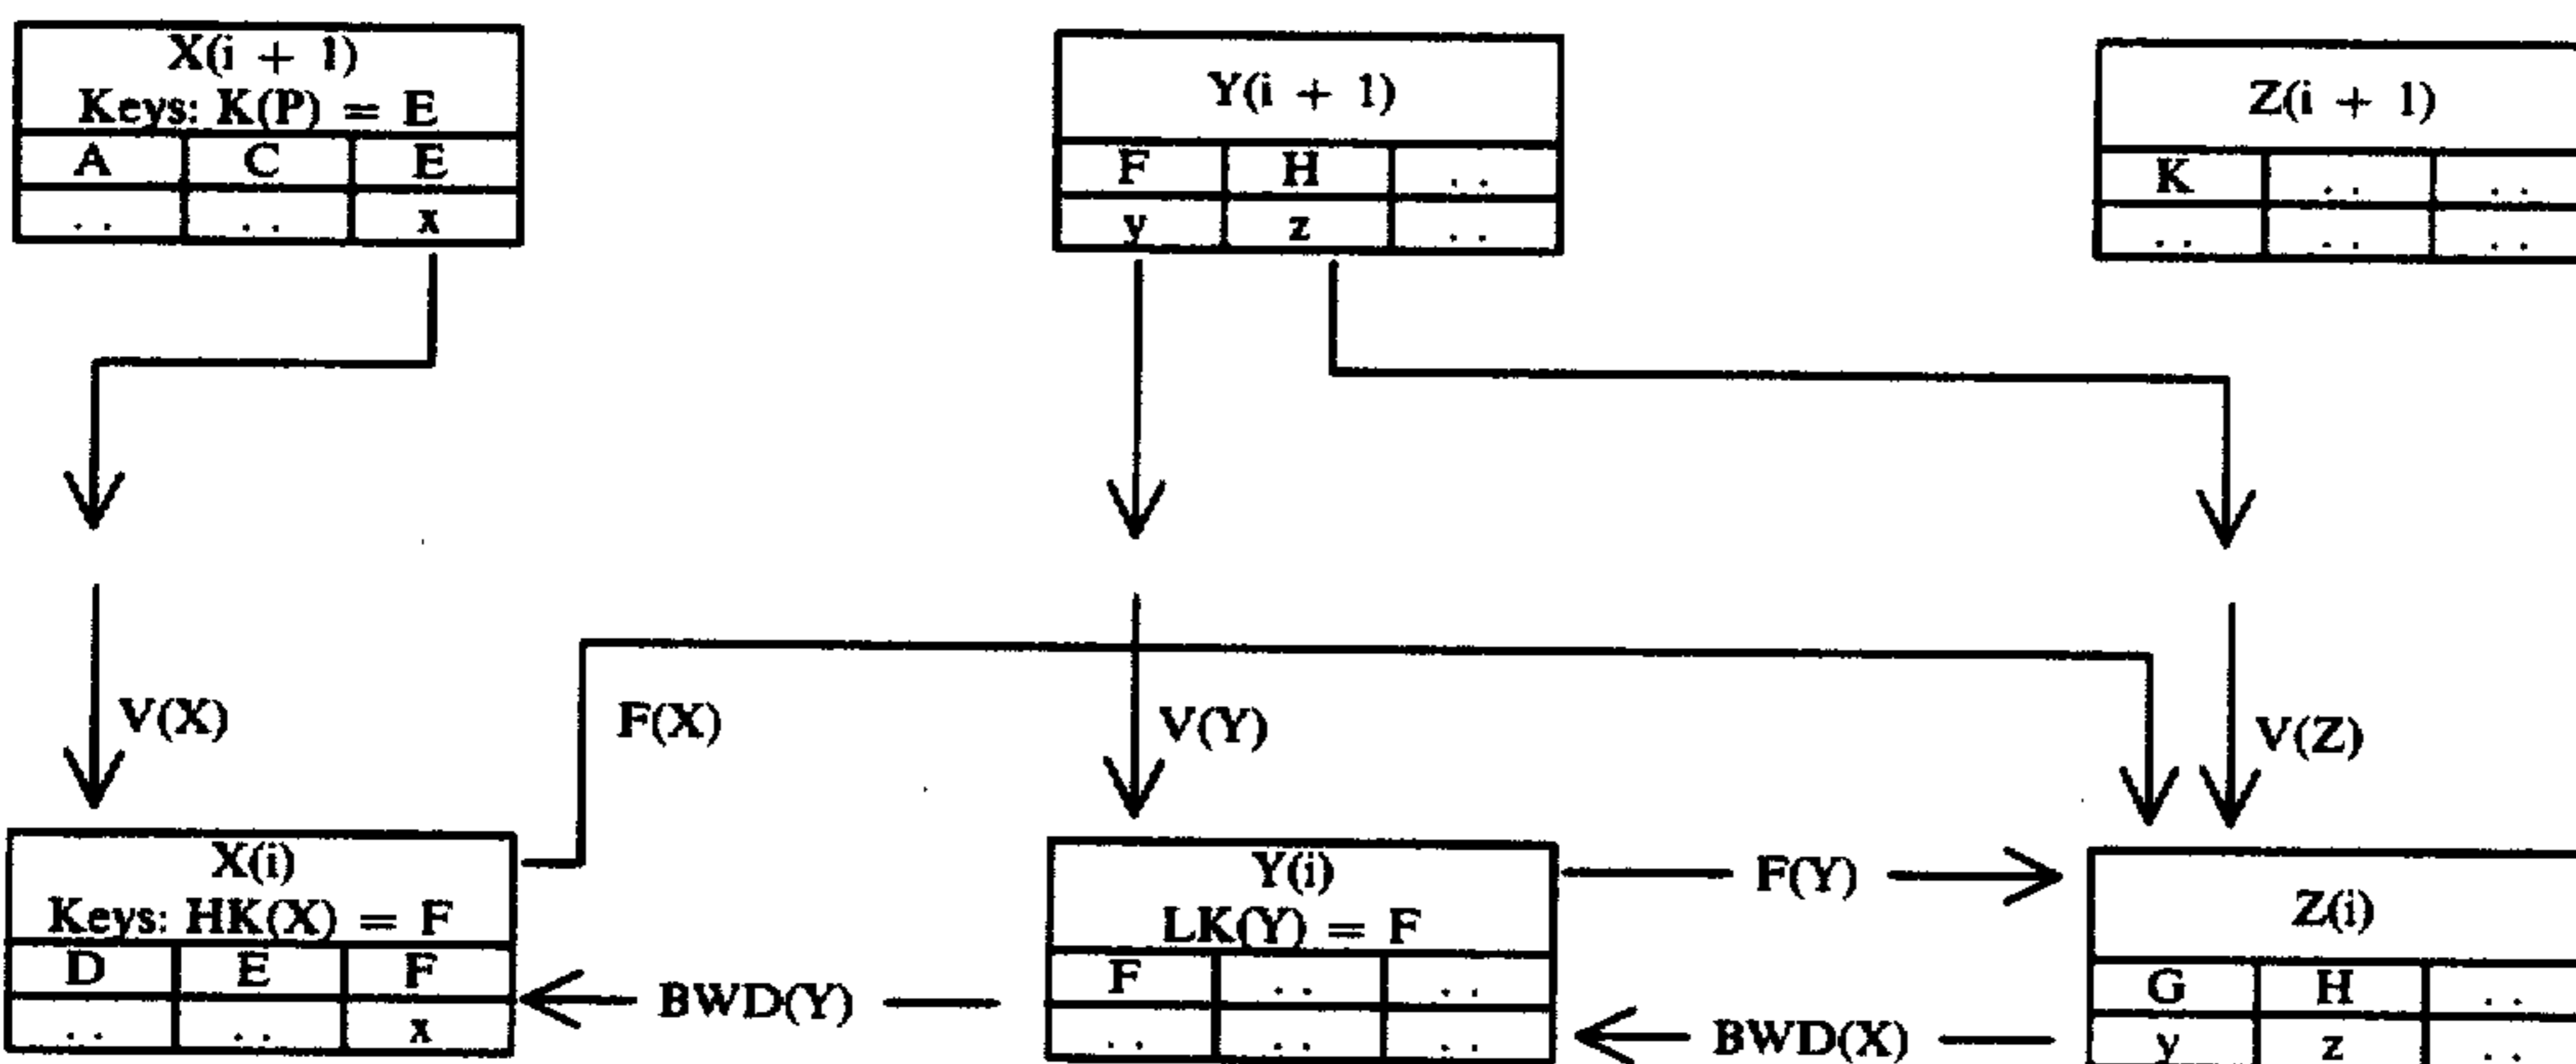 X(i + 1)
Keys: K(P) = E
A C E
. . . . x
Y(i + 1)
F H . .
y z . .
Z(i + 1)
K . . . .
. . . . . .
V(X)
F(X)
V(Y)
V(Z)
X(i)
Keys: HK(X) = F
D E F
. . . . x
BWD(Y)
Y(i)
LK(Y) = F
F . . . .
. . . . . .
F(Y)
BWD(X)
Z(i)
G H . .
y z . .